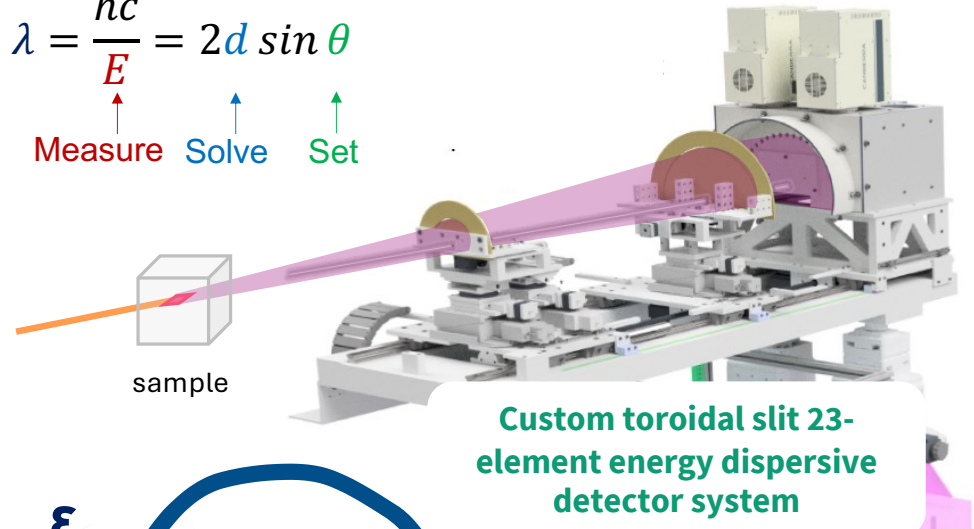 λ = hc/E = 2d sin θ
Measure Solve Set
sample
Custom toroidal slit 23-
element energy dispersive
detector system
ε